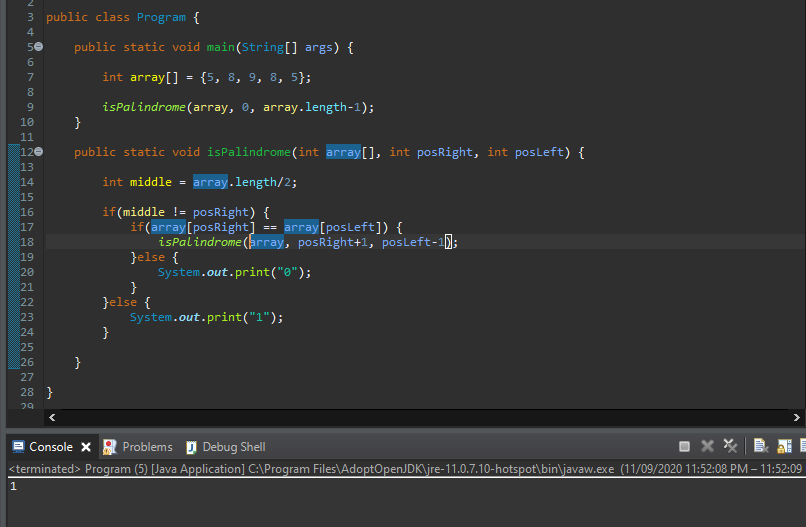 2
3 public class Program {
4
5 public static void main(String[] args) {
6
7 int array[] = {5, 8, 9, 8, 5};
8
9 isPalindrome(array, 0, array.length-1);
10 }
11
12 public static void isPalindrome(int array[], int posRight, int posLeft) {
13
14 int middle = array.length/2;
15
16 if(middle != posRight) {
17 if(array[posRight] == array[posLeft]) {
18 isPalindrome(array, posRight+1, posLeft-1);
19 }else {
20 System.out.print("0");
21 }
22 }else {
23 System.out.print("1");
24 }
25
26 }
27
28 }
29
Console Problems Debug Shell
<terminated> Program (5) [Java Application] C:\Program Files\AdoptOpenJDK\jre-11.0.7.10-hotspot\bin\javaw.exe (11/09/2020 11:52:08 PM – 11:52:09
1